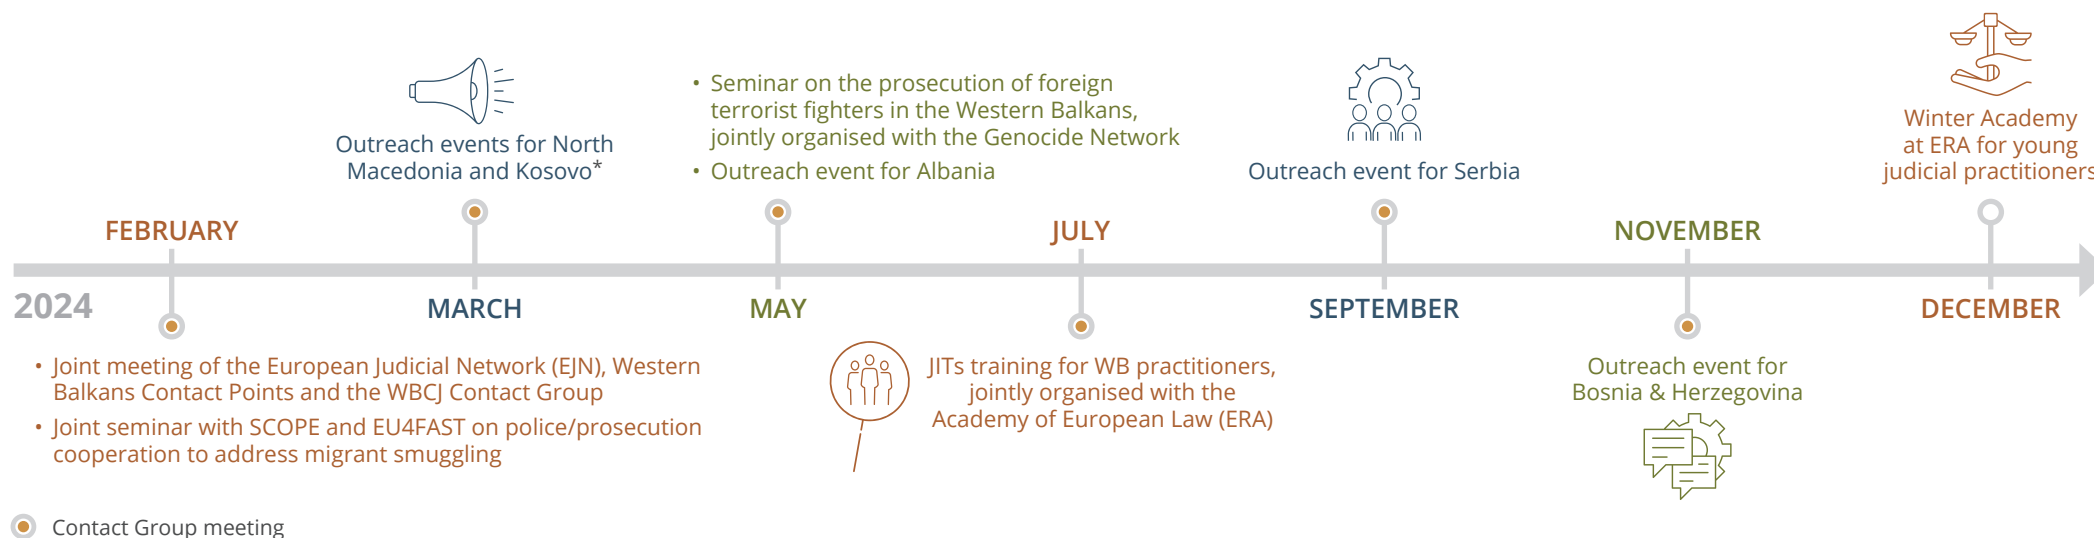 2024
FEBRUARY
• Joint meeting of the European Judicial Network (EJN), Western
Balkans Contact Points and the WBCJ Contact Group
• Joint seminar with SCOPE and EU4FAST on police/prosecution
cooperation to address migrant smuggling
Outreach events for North
Macedonia and Kosovo*
MARCH
• Seminar on the prosecution of foreign
terrorist fighters in the Western Balkans,
jointly organised with the Genocide Network
• Outreach event for Albania
MAY
JULY
JITs training for WB practitioners,
jointly organised with the
Academy of European Law (ERA)
Outreach event for Serbia
SEPTEMBER
NOVEMBER
Outreach event for
Bosnia & Herzegovina
Winter Academy
at ERA for young
judicial practitioners
DECEMBER
Contact Group meeting